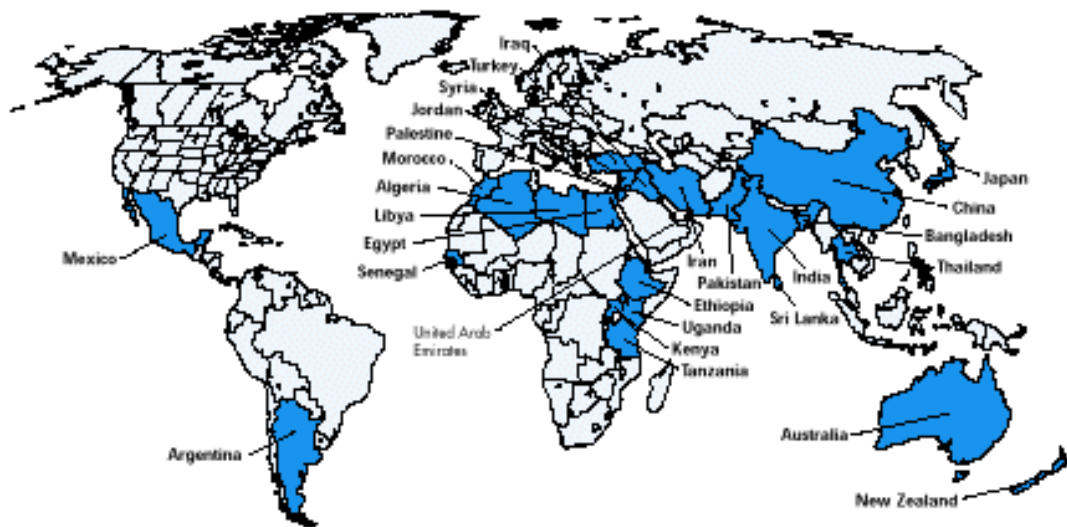 Iraq
Turkey
Syria
Jordan
Palestine
Morocco
Algeria
Libya
Egypt
Senegal
United Arab
Emirates
Mexico
Argentina
Japan
China
Bangladesh
Thailand
India
Iran
Pakistan
Sri Lanka
Ethiopia
Uganda
Kenya
Tanzania
Australia
New Zealand